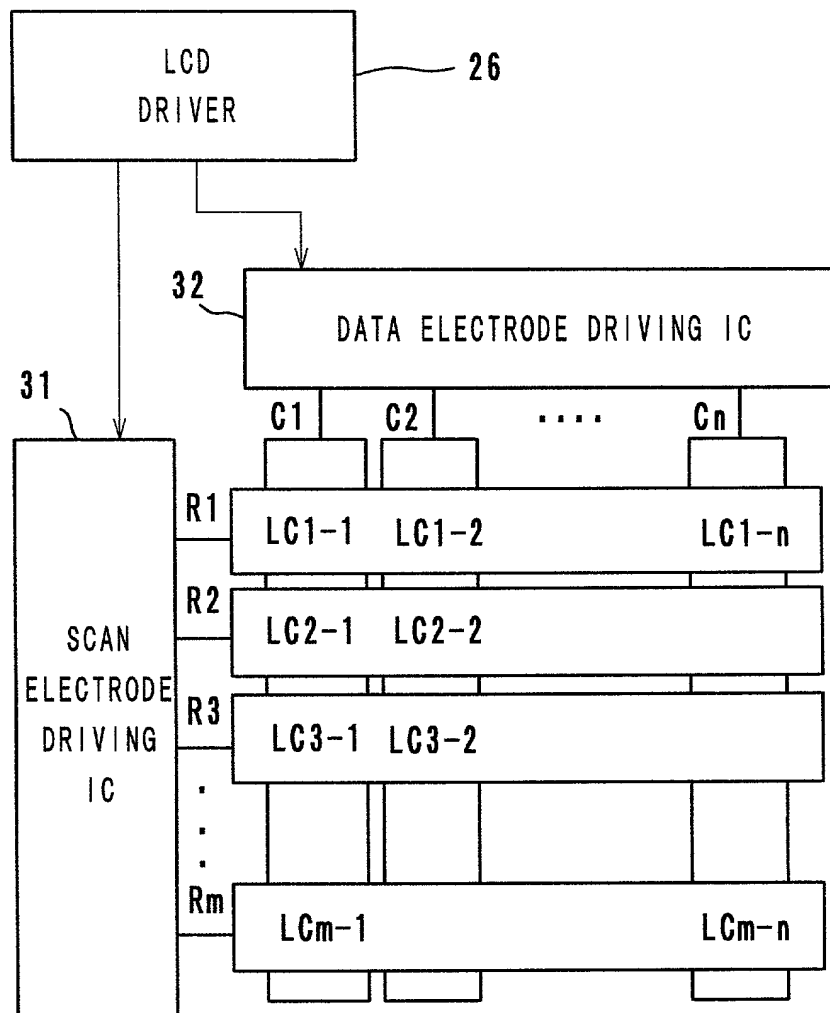 LCD
DRIVER
26
32
DATA ELECTRODE DRIVING IC
31
C1 C2 ···· Cn
R1 LC1-1 LC1-2 LC1-n
R2 LC2-1 LC2-2
SCAN
ELECTRODE
DRIVING
IC
R3 LC3-1 LC3-2
Rm LCm-1 LCm-n